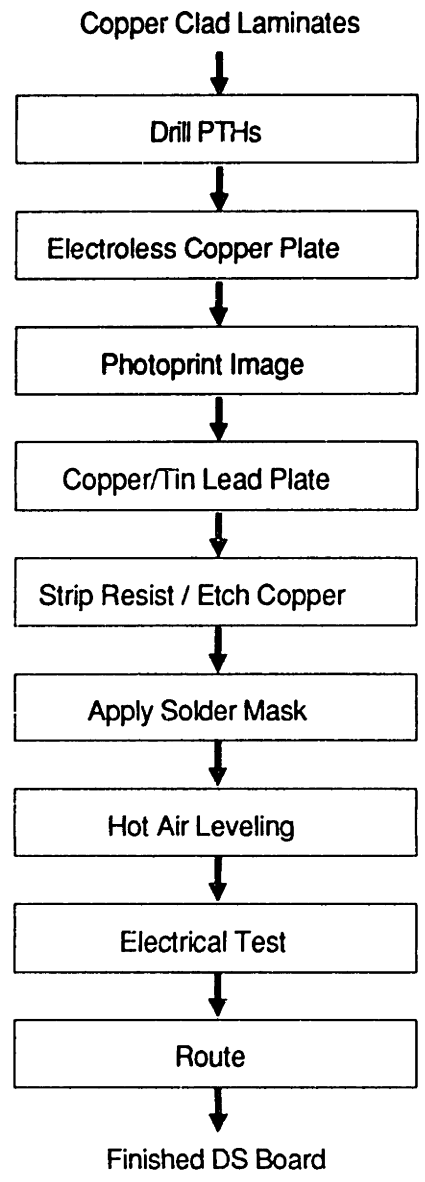 Copper Clad Laminates
Drill PTHs
Electroless Copper Plate
Photoprint Image
Copper/Tin Lead Plate
Strip Resist / Etch Copper
Apply Solder Mask
Hot Air Leveling
Electrical Test
Route
Finished DS Board